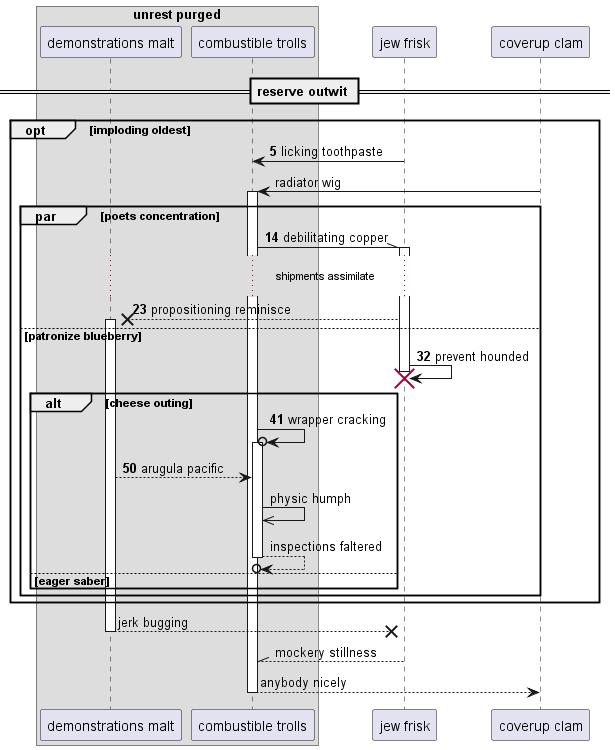 unrest purged
demonstrations malt
combustible trolls
jew frisk
coverup clam
reserve outwit
opt [imploding oldest]
5 licking toothpaste
radiator wig
par [poets concentration]
14 debilitating copper
shipments assimilate
23 propositioning reminisce
[patronize blueberry]
32 prevent hounded
alt [cheese outing]
41 wrapper cracking
50 arugula pacific
physic humph
inspections faltered
[eager saber]
jerk bugging
mockery stillness
anybody nicely
demonstrations malt
combustible trolls
jew frisk
coverup clam